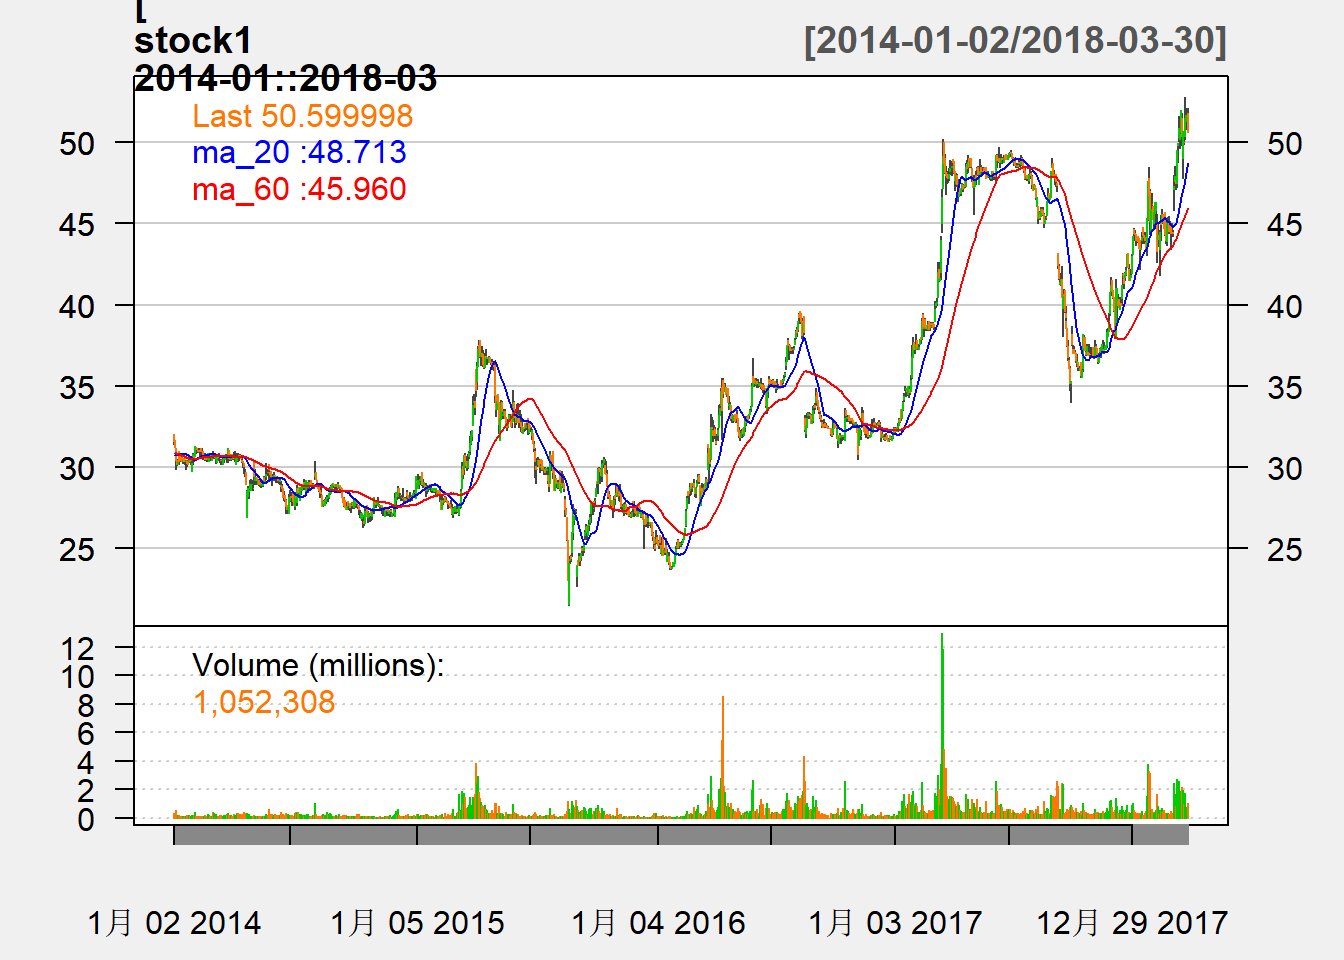 [
stock1
[2014-01-02/2018-03-30]
2014-01::2018-03
Last 50.599998
ma_20 :48.713
ma_60 :45.960
50
45
40
35
30
25
50
45
40
35
30
25
Volume (millions):
1,052,308
12
10
8
6
4
2
0
1月 02 2014
1月 05 2015
1月 04 2016
1月 03 2017
12月 29 2017